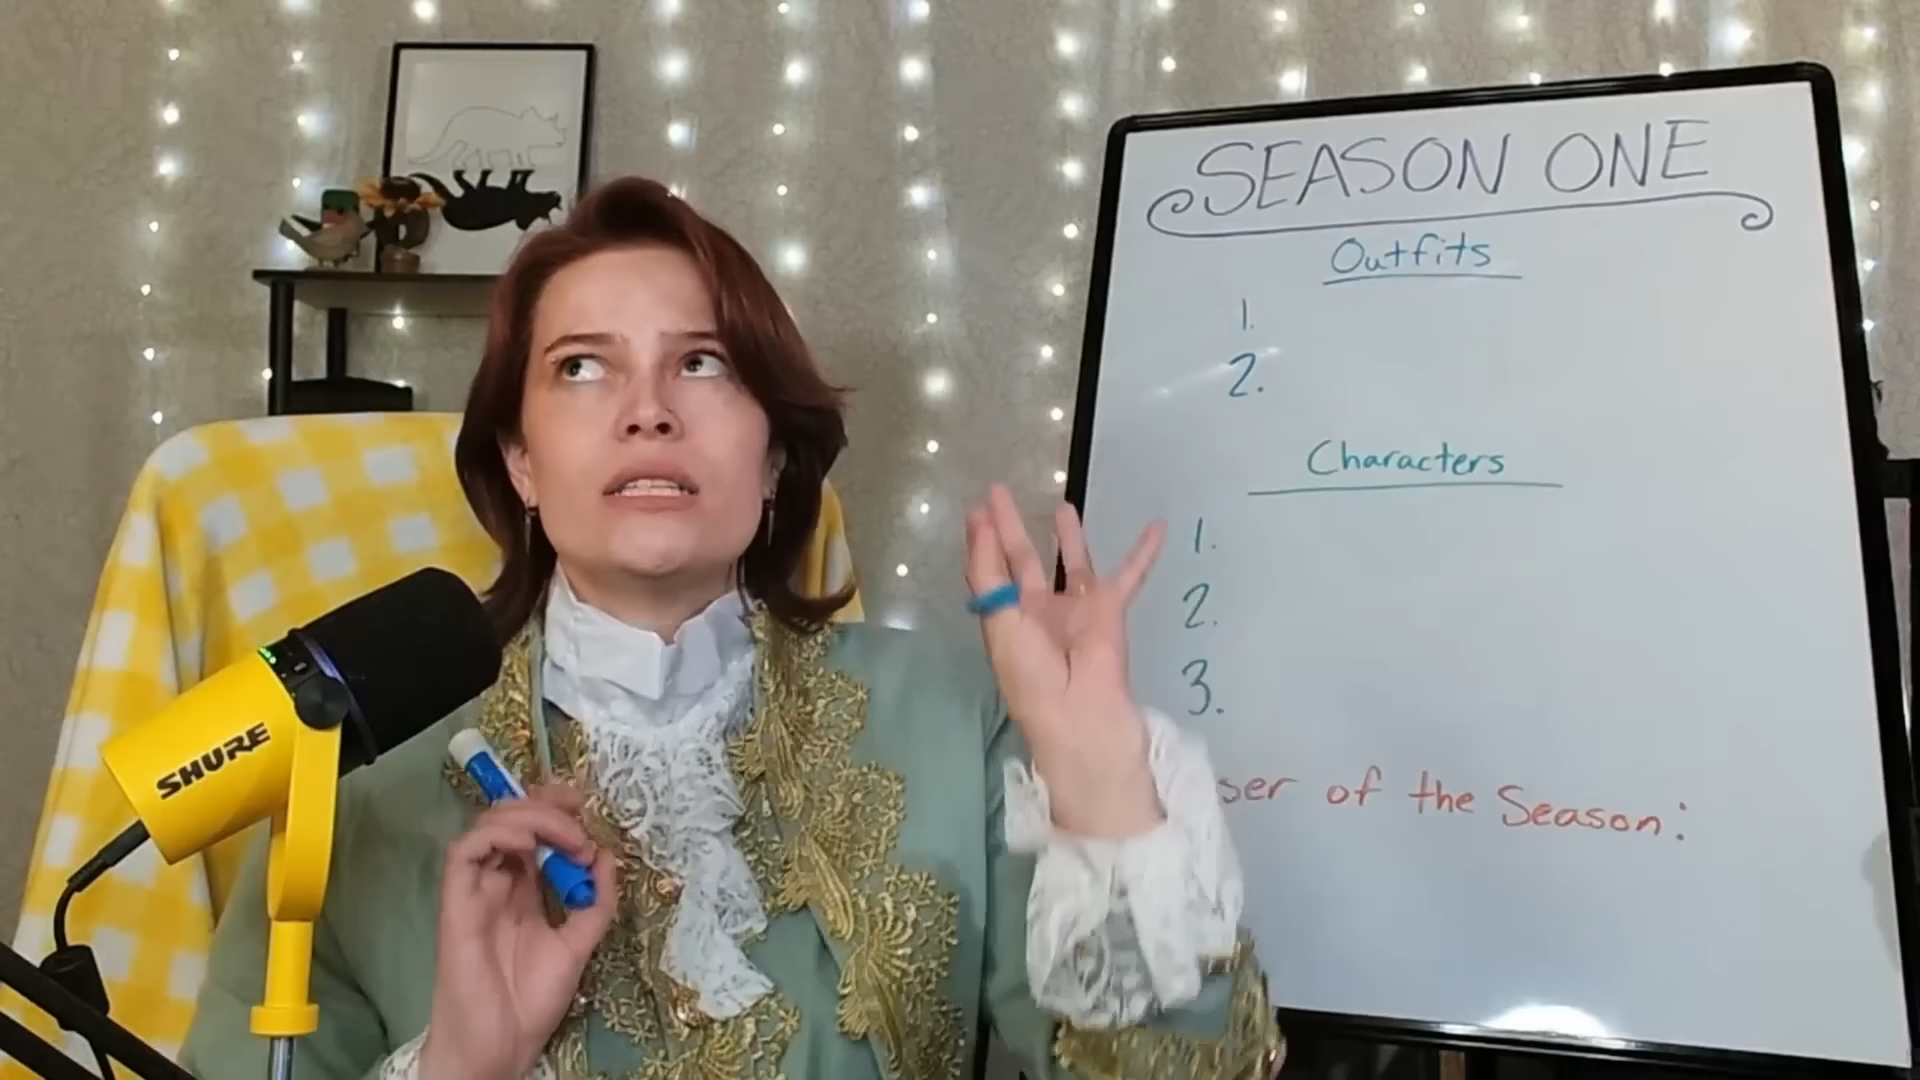 SEASON ONE
Outfits
1.
2.
Characters
1.
2.
3.
ser of the Season:
SHURE